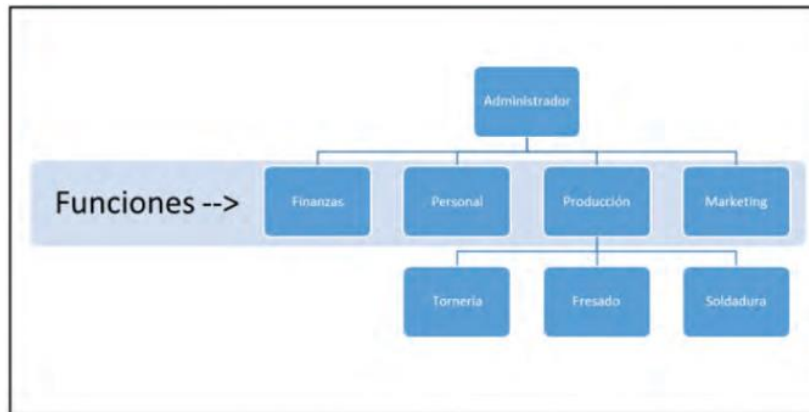 Administrador
Funciones --> Finanzas Personal Producción Marketing
Tornería Fresado Soldadura